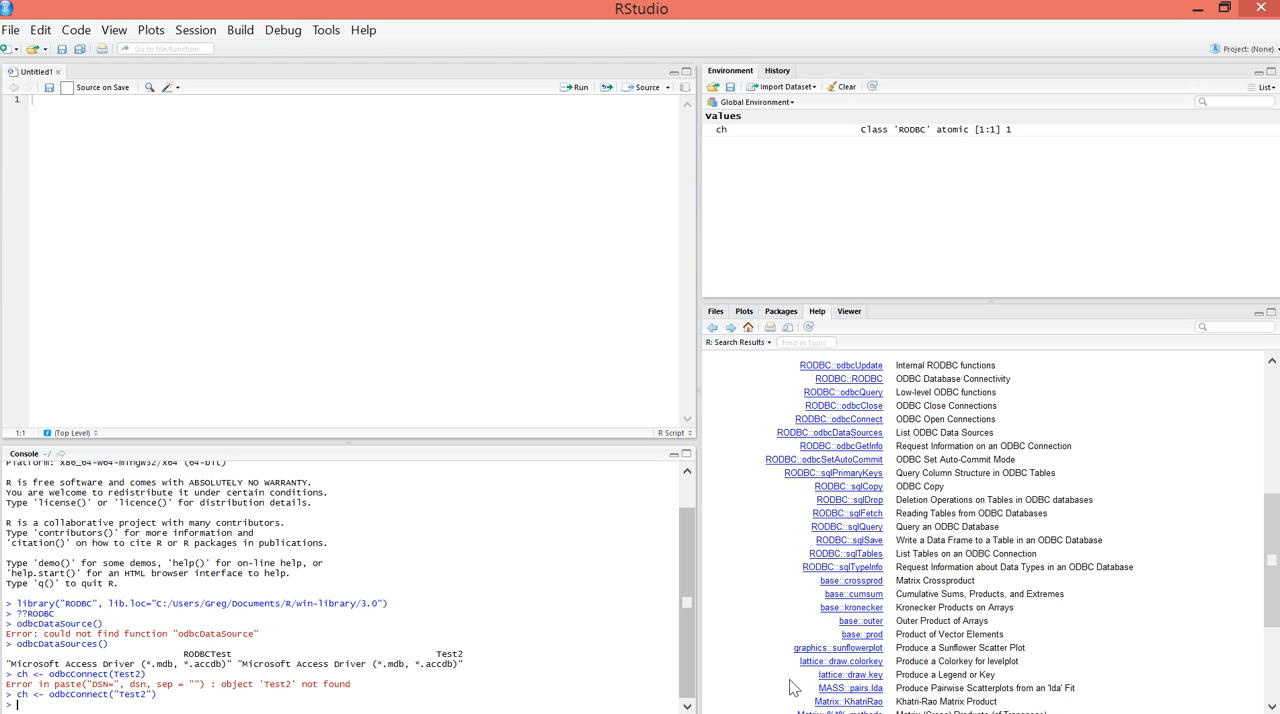 RStudio
File Edit Code View Plots Session Build Debug Tools Help
Go to file/function
Project: (None)
Untitled1
Source on Save
Run
Source
1
1:1
(Top Level)
R Script
Console ~/
Platform: x86_64-w64-mingw32/x64 (64-bit)
R is free software and comes with ABSOLUTELY NO WARRANTY.
You are welcome to redistribute it under certain conditions.
Type 'license()' or 'licence()' for distribution details.
R is a collaborative project with many contributors.
Type 'contributors()' for more information and
'citation()' on how to cite R or R packages in publications.
Type 'demo()' for some demos, 'help()' for on-line help, or
'help.start()' for an HTML browser interface to help.
Type 'q()' to quit R.
> library("RODBC", lib.loc="C:/Users/Greg/Documents/R/win-library/3.0")
> ??RODBC
> odbcDataSource()
Error: could not find function "odbcDataSource"
> odbcDataSources()
RODBCTest Test2
"Microsoft Access Driver (*.mdb, *.accdb)" "Microsoft Access Driver (*.mdb, *.accdb)"
> ch <- odbcConnect(Test2)
Error in paste("DSN=", dsn, sep = "") : object 'Test2' not found
> ch <- odbcConnect("Test2")
>
Environment History
Import Dataset Clear
List
Global Environment
Values
ch Class 'RODBC' atomic [1:1] 1
Files Plots Packages Help Viewer
R: Search Results Find in Topic
RODBC::odbcUpdate Internal RODBC functions
RODBC::RODBC ODBC Database Connectivity
RODBC::odbcQuery Low-level ODBC functions
RODBC::odbcClose ODBC Close Connections
RODBC::odbcConnect ODBC Open Connections
RODBC::odbcDataSources List ODBC Data Sources
RODBC::odbcGetInfo Request Information on an ODBC Connection
RODBC::odbcSetAutoCommit ODBC Set Auto-Commit Mode
RODBC::sqlPrimaryKeys Query Column Structure in ODBC Tables
RODBC::sqlCopy ODBC Copy
RODBC::sqlDrop Deletion Operations on Tables in ODBC databases
RODBC::sqlFetch Reading Tables from ODBC Databases
RODBC::sqlQuery Query an ODBC Database
RODBC::sqlSave Write a Data Frame to a Table in an ODBC Database
RODBC::sqlTables List Tables on an ODBC Connection
RODBC::sqlTypeInfo Request Information about Data Types in an ODBC Database
base::crossprod Matrix Crossproduct
base::cumsum Cumulative Sums, Products, and Extremes
base::kronecker Kronecker Products on Arrays
base::outer Outer Product of Arrays
base::prod Product of Vector Elements
graphics::sunflowerplot Produce a Sunflower Scatter Plot
lattice::draw.colorkey Produce a Colorkey for levelplot
lattice::draw.key Produce a Legend or Key
MASS::pairs.lda Produce Pairwise Scatterplots from an 'lda' Fit
Matrix::KhatriRao Khatri-Rao Matrix Product